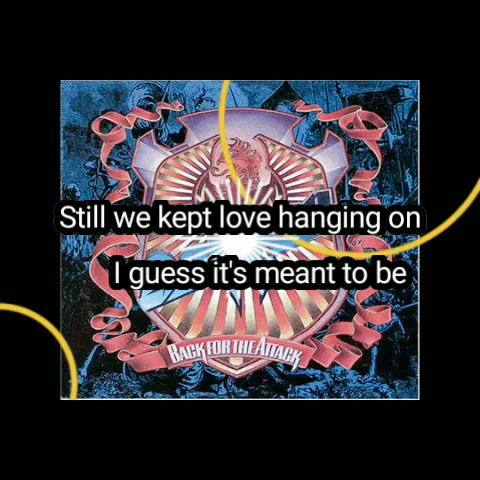 Still we kept love hanging on
I guess it's meant to be
BACK FOR THE ATTACK